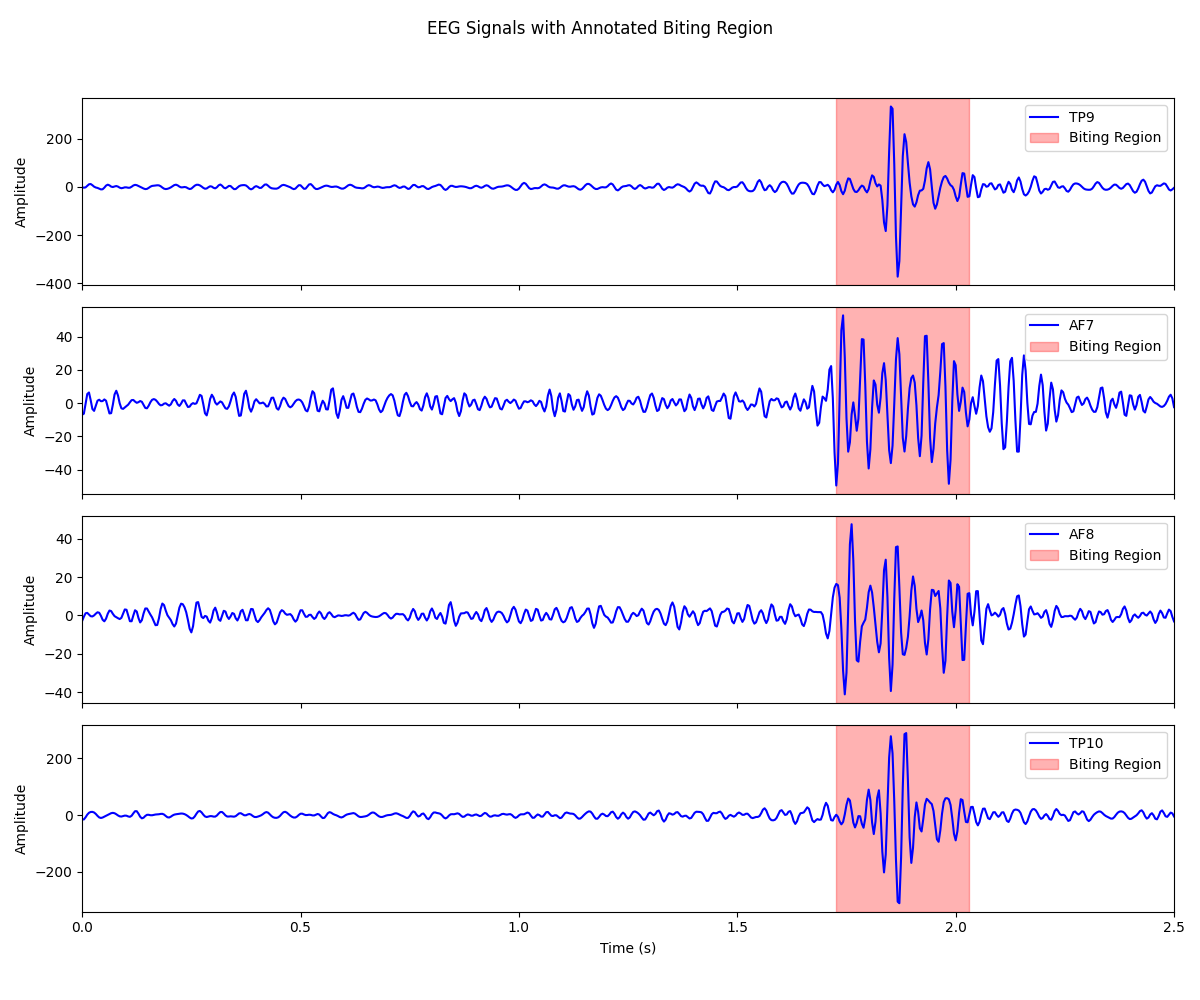 EEG Signals with Annotated Biting Region
200
0
−200
−400
Amplitude
TP9
Biting Region
40
20
0
−20
−40
Amplitude
AF7
Biting Region
40
20
0
−20
−40
Amplitude
AF8
Biting Region
200
0
−200
Amplitude
TP10
Biting Region
0.0 0.5 1.0 1.5 2.0 2.5
Time (s)